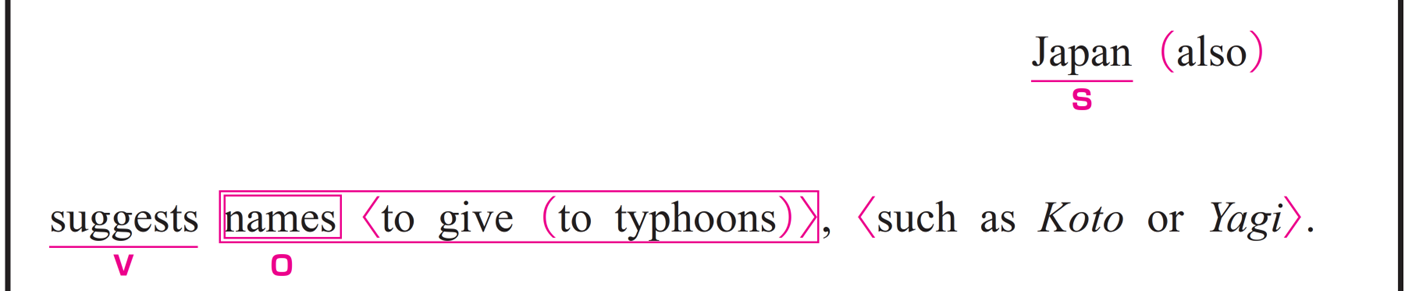 Japan (also)
S
suggests names 〈to give (to typhoons)〉, 〈such as Koto or Yagi〉.
V O